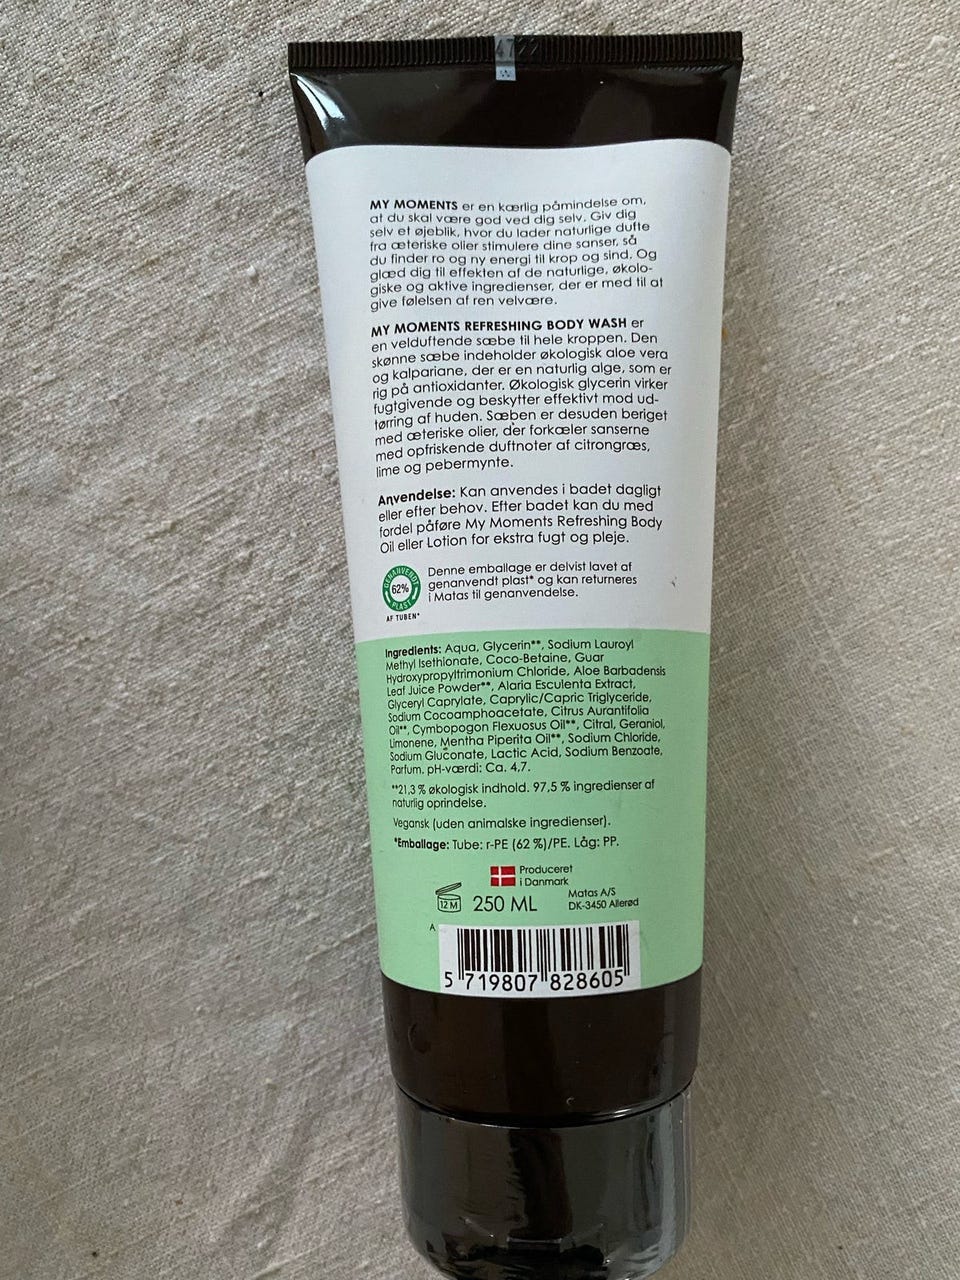 MY MOMENTS er en kærlig påmindelse om,
at du skal være god ved dig selv. Giv dig
selv et øjeblik, hvor du lader naturlige dufte
fra æteriske olier stimulere dine sanser, så
du finder ro og ny energi til krop og sind. Og
glæd dig til effekten af de naturlige, økolo-
giske og aktive ingredienser, der er med til at
give følelsen af ren velvære.
MY MOMENTS REFRESHING BODY WASH er
en velduftende sæbe til hele kroppen. Den
skønne sæbe indeholder økologisk aloe vera
og kalpariane, der er en naturlig alge, som er
rig på antioxidanter. Økologisk glycerin virker
fugtgivende og beskytter effektivt mod ud-
tørring af huden. Sæben er desuden beriget
med æteriske olier, der forkæler sanserne
med opfriskende duftnoter af citrongræs,
lime og pebermynte.
Anvendelse: Kan anvendes i badet dagligt
eller efter behov. Efter badet kan du med
fordel påføre My Moments Refreshing Body
Oil eller Lotion for ekstra fugt og pleje.
GENANVENDT
62%
PLAST
AF TUBEN*
Denne emballage er delvist lavet af
genanvendt plast* og kan returneres
i Matas til genanvendelse.
Ingredients: Aqua, Glycerin**, Sodium Lauroyl
Methyl Isethionate, Coco-Betaine, Guar
Hydroxypropyltrimonium Chloride, Aloe Barbadensis
Leaf Juice Powder**, Alaria Esculenta Extract,
Glyceryl Caprylate, Caprylic/Capric Triglyceride,
Sodium Cocoamphoacetate, Citrus Aurantifolia
Oil**, Cymbopogon Flexuosus Oil**, Citral, Geraniol,
Limonene, Mentha Piperita Oil**, Sodium Chloride,
Sodium Gluconate, Lactic Acid, Sodium Benzoate,
Parfum. pH-værdi: Ca. 4,7.
**21,3 % økologisk indhold. 97,5 % ingredienser af
naturlig oprindelse.
Vegansk (uden animalske ingredienser).
*Emballage: Tube: r-PE (62 %)/PE. Låg: PP.
Produceret
i Danmark
12 M
250 ML
Matas A/S
DK-3450 Allerød
A
5 719807 828605